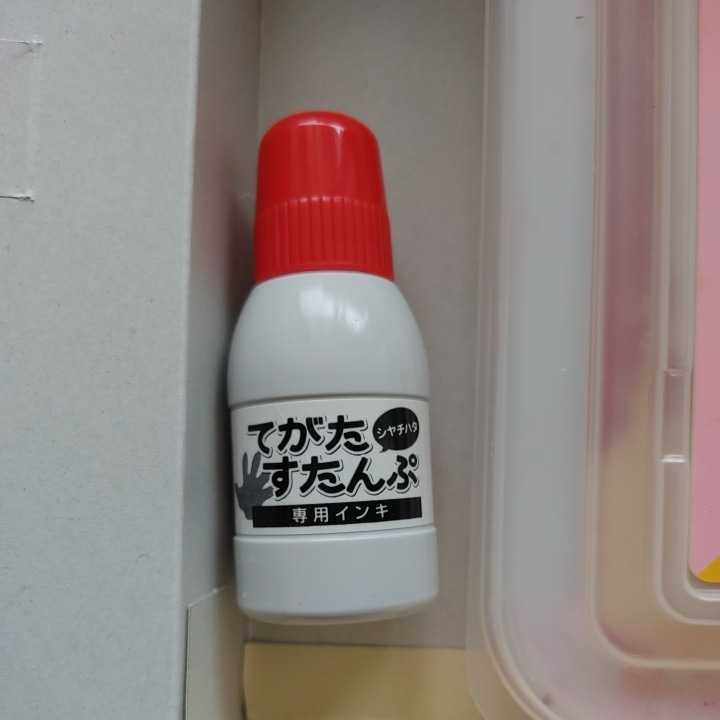 てがた
シヤチハタ
すたんぷ
専用インキ